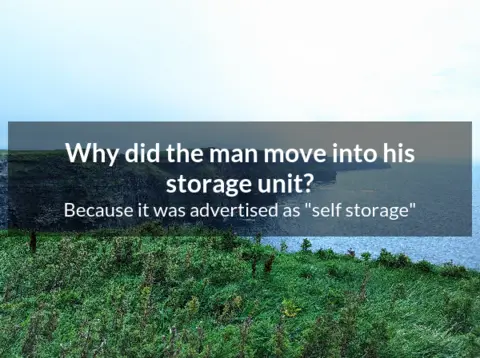 Why did the man move into his
storage unit?
Because it was advertised as "self storage"